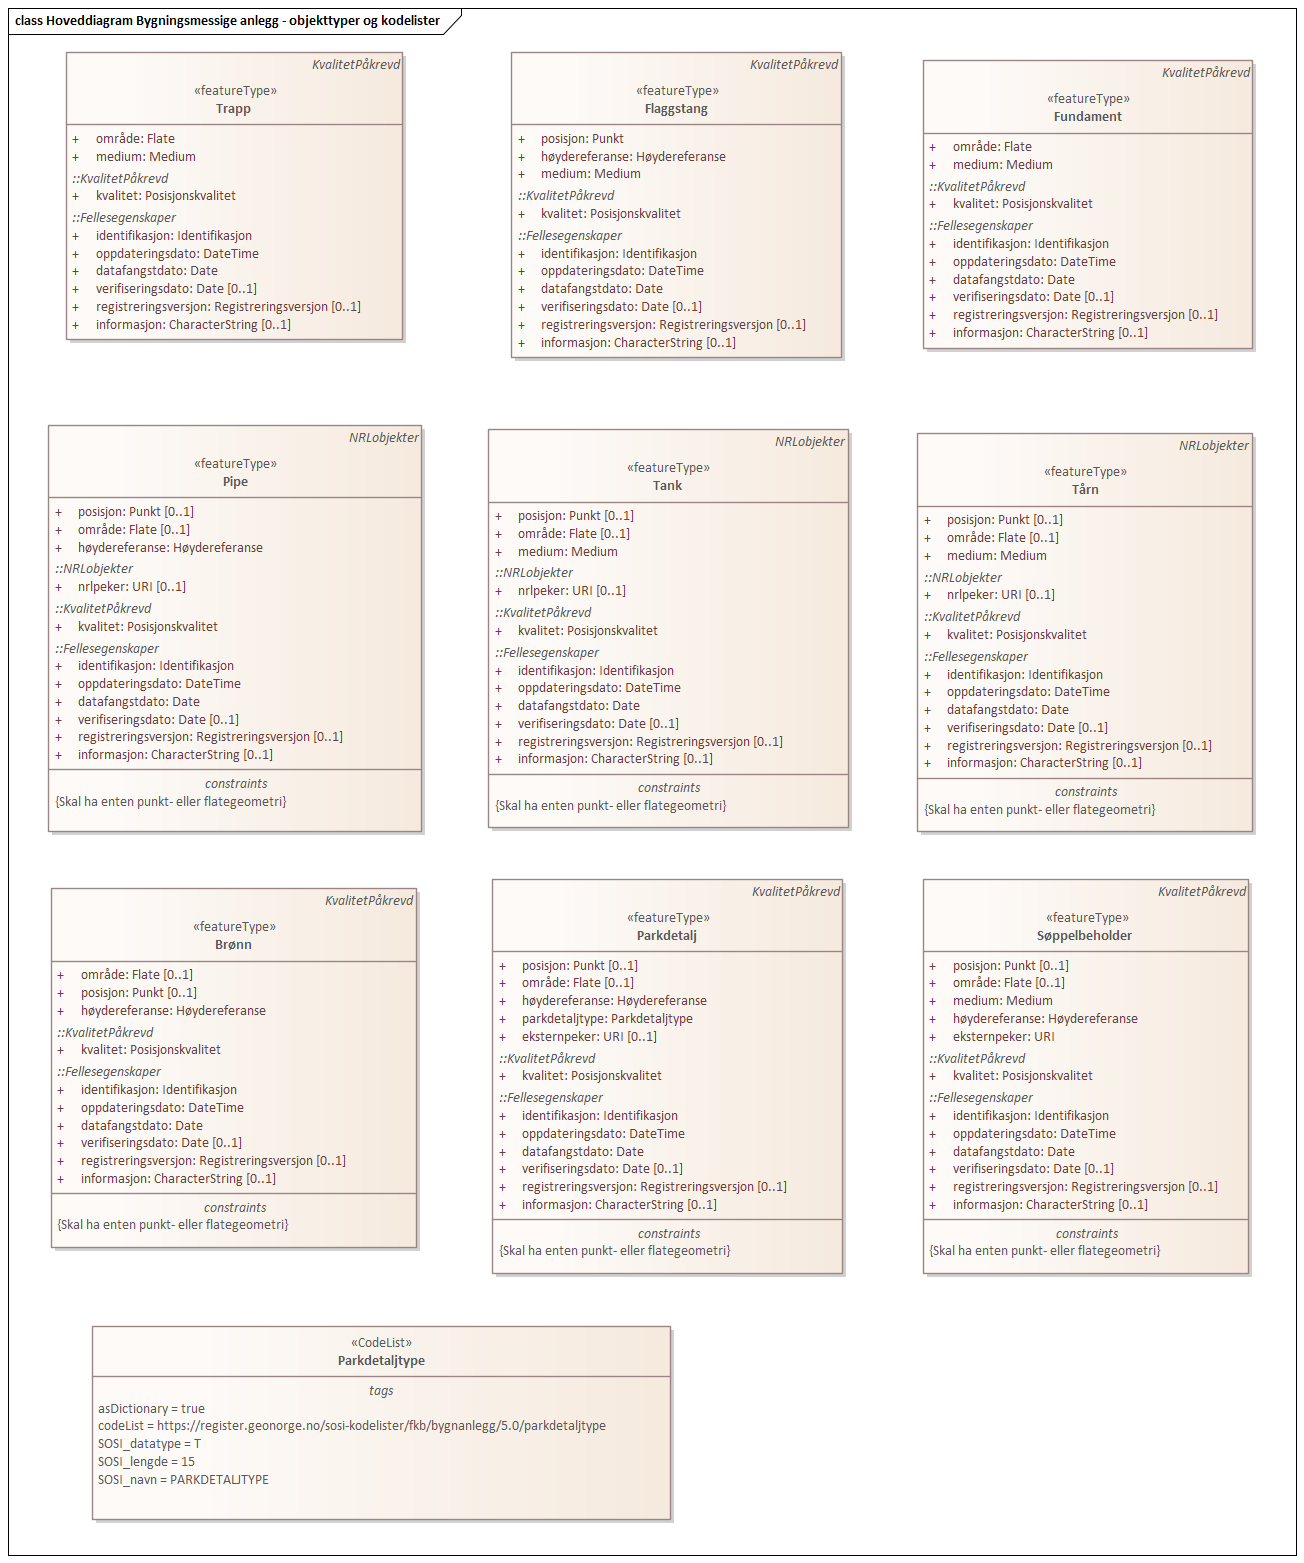 class Hoveddiagram Bygningsmessige anlegg - objekttyper og kodelister
KvalitetPåkrevd
«featureType»
Trapp
+ område: Flate
+ medium: Medium
::KvalitetPåkrevd
+ kvalitet: Posisjonskvalitet
::Fellesegenskaper
+ identifikasjon: Identifikasjon
+ oppdateringsdato: DateTime
+ datafangstdato: Date
+ verifiseringsdato: Date [0..1]
+ registreringsversjon: Registreringsversjon [0..1]
+ informasjon: CharacterString [0..1]
KvalitetPåkrevd
«featureType»
Flaggstang
+ posisjon: Punkt
+ høydereferanse: Høydereferanse
+ medium: Medium
::KvalitetPåkrevd
+ kvalitet: Posisjonskvalitet
::Fellesegenskaper
+ identifikasjon: Identifikasjon
+ oppdateringsdato: DateTime
+ datafangstdato: Date
+ verifiseringsdato: Date [0..1]
+ registreringsversjon: Registreringsversjon [0..1]
+ informasjon: CharacterString [0..1]
KvalitetPåkrevd
«featureType»
Fundament
+ område: Flate
+ medium: Medium
::KvalitetPåkrevd
+ kvalitet: Posisjonskvalitet
::Fellesegenskaper
+ identifikasjon: Identifikasjon
+ oppdateringsdato: DateTime
+ datafangstdato: Date
+ verifiseringsdato: Date [0..1]
+ registreringsversjon: Registreringsversjon [0..1]
+ informasjon: CharacterString [0..1]
NRLobjekter
«featureType»
Pipe
+ posisjon: Punkt [0..1]
+ område: Flate [0..1]
+ høydereferanse: Høydereferanse
::NRLobjekter
+ nrlpeker: URI [0..1]
::KvalitetPåkrevd
+ kvalitet: Posisjonskvalitet
::Fellesegenskaper
+ identifikasjon: Identifikasjon
+ oppdateringsdato: DateTime
+ datafangstdato: Date
+ verifiseringsdato: Date [0..1]
+ registreringsversjon: Registreringsversjon [0..1]
+ informasjon: CharacterString [0..1]
constraints
{Skal ha enten punkt- eller flategeometri}
NRLobjekter
«featureType»
Tank
+ posisjon: Punkt [0..1]
+ område: Flate [0..1]
+ medium: Medium
::NRLobjekter
+ nrlpeker: URI [0..1]
::KvalitetPåkrevd
+ kvalitet: Posisjonskvalitet
::Fellesegenskaper
+ identifikasjon: Identifikasjon
+ oppdateringsdato: DateTime
+ datafangstdato: Date
+ verifiseringsdato: Date [0..1]
+ registreringsversjon: Registreringsversjon [0..1]
+ informasjon: CharacterString [0..1]
constraints
{Skal ha enten punkt- eller flategeometri}
NRLobjekter
«featureType»
Tårn
+ posisjon: Punkt [0..1]
+ område: Flate [0..1]
+ medium: Medium
::NRLobjekter
+ nrlpeker: URI [0..1]
::KvalitetPåkrevd
+ kvalitet: Posisjonskvalitet
::Fellesegenskaper
+ identifikasjon: Identifikasjon
+ oppdateringsdato: DateTime
+ datafangstdato: Date
+ verifiseringsdato: Date [0..1]
+ registreringsversjon: Registreringsversjon [0..1]
+ informasjon: CharacterString [0..1]
constraints
{Skal ha enten punkt- eller flategeometri}
KvalitetPåkrevd
«featureType»
Brønn
+ område: Flate [0..1]
+ posisjon: Punkt [0..1]
+ høydereferanse: Høydereferanse
::KvalitetPåkrevd
+ kvalitet: Posisjonskvalitet
::Fellesegenskaper
+ identifikasjon: Identifikasjon
+ oppdateringsdato: DateTime
+ datafangstdato: Date
+ verifiseringsdato: Date [0..1]
+ registreringsversjon: Registreringsversjon [0..1]
+ informasjon: CharacterString [0..1]
constraints
{Skal ha enten punkt- eller flategeometri}
KvalitetPåkrevd
«featureType»
Parkdetalj
+ posisjon: Punkt [0..1]
+ område: Flate [0..1]
+ høydereferanse: Høydereferanse
+ parkdetaljtype: Parkdetaljtype
+ eksternpeker: URI [0..1]
::KvalitetPåkrevd
+ kvalitet: Posisjonskvalitet
::Fellesegenskaper
+ identifikasjon: Identifikasjon
+ oppdateringsdato: DateTime
+ datafangstdato: Date
+ verifiseringsdato: Date [0..1]
+ registreringsversjon: Registreringsversjon [0..1]
+ informasjon: CharacterString [0..1]
constraints
{Skal ha enten punkt- eller flategeometri}
KvalitetPåkrevd
«featureType»
Søppelbeholder
+ posisjon: Punkt [0..1]
+ område: Flate [0..1]
+ medium: Medium
+ høydereferanse: Høydereferanse
+ eksternpeker: URI
::KvalitetPåkrevd
+ kvalitet: Posisjonskvalitet
::Fellesegenskaper
+ identifikasjon: Identifikasjon
+ oppdateringsdato: DateTime
+ datafangstdato: Date
+ verifiseringsdato: Date [0..1]
+ registreringsversjon: Registreringsversjon [0..1]
+ informasjon: CharacterString [0..1]
constraints
{Skal ha enten punkt- eller flategeometri}
«CodeList»
Parkdetaljtype
tags
asDictionary = true
codeList = https://register.geonorge.no/sosi-kodelister/fkb/bygnanlegg/5.0/parkdetaljtype
SOSI_datatype = T
SOSI_lengde = 15
SOSI_navn = PARKDETALJTYPE